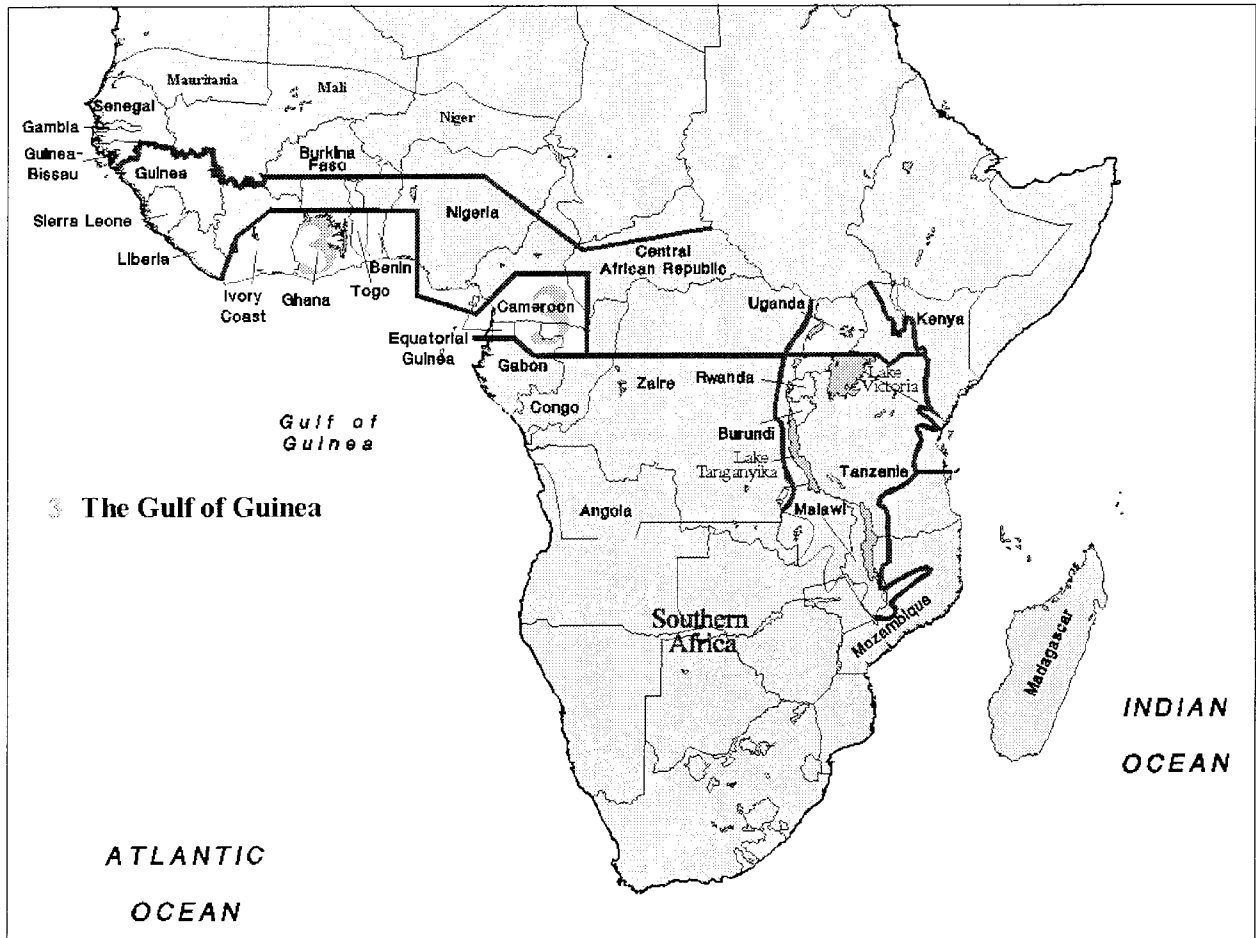 Mauritania
Mali
Niger
Senegal
Gambia
Guinea-
Bissau
Guinea
Burkina
Faso
Sierra Leone
Liberia
Ivory
Coast
Ghana
Togo
Benin
Nigeria
Central
African Republic
Cameroon
Equatorial
Guinea
Gabon
Congo
Zaire
Uganda
Kenya
Rwanda
Lake
Victoria
Burundi
Lake
Tanganyika
Tanzania
Gulf of
Guinea
3 The Gulf of Guinea
Angola
Malawi
Southern
Africa
Mozambique
Madagascar
INDIAN
OCEAN
ATLANTIC
OCEAN